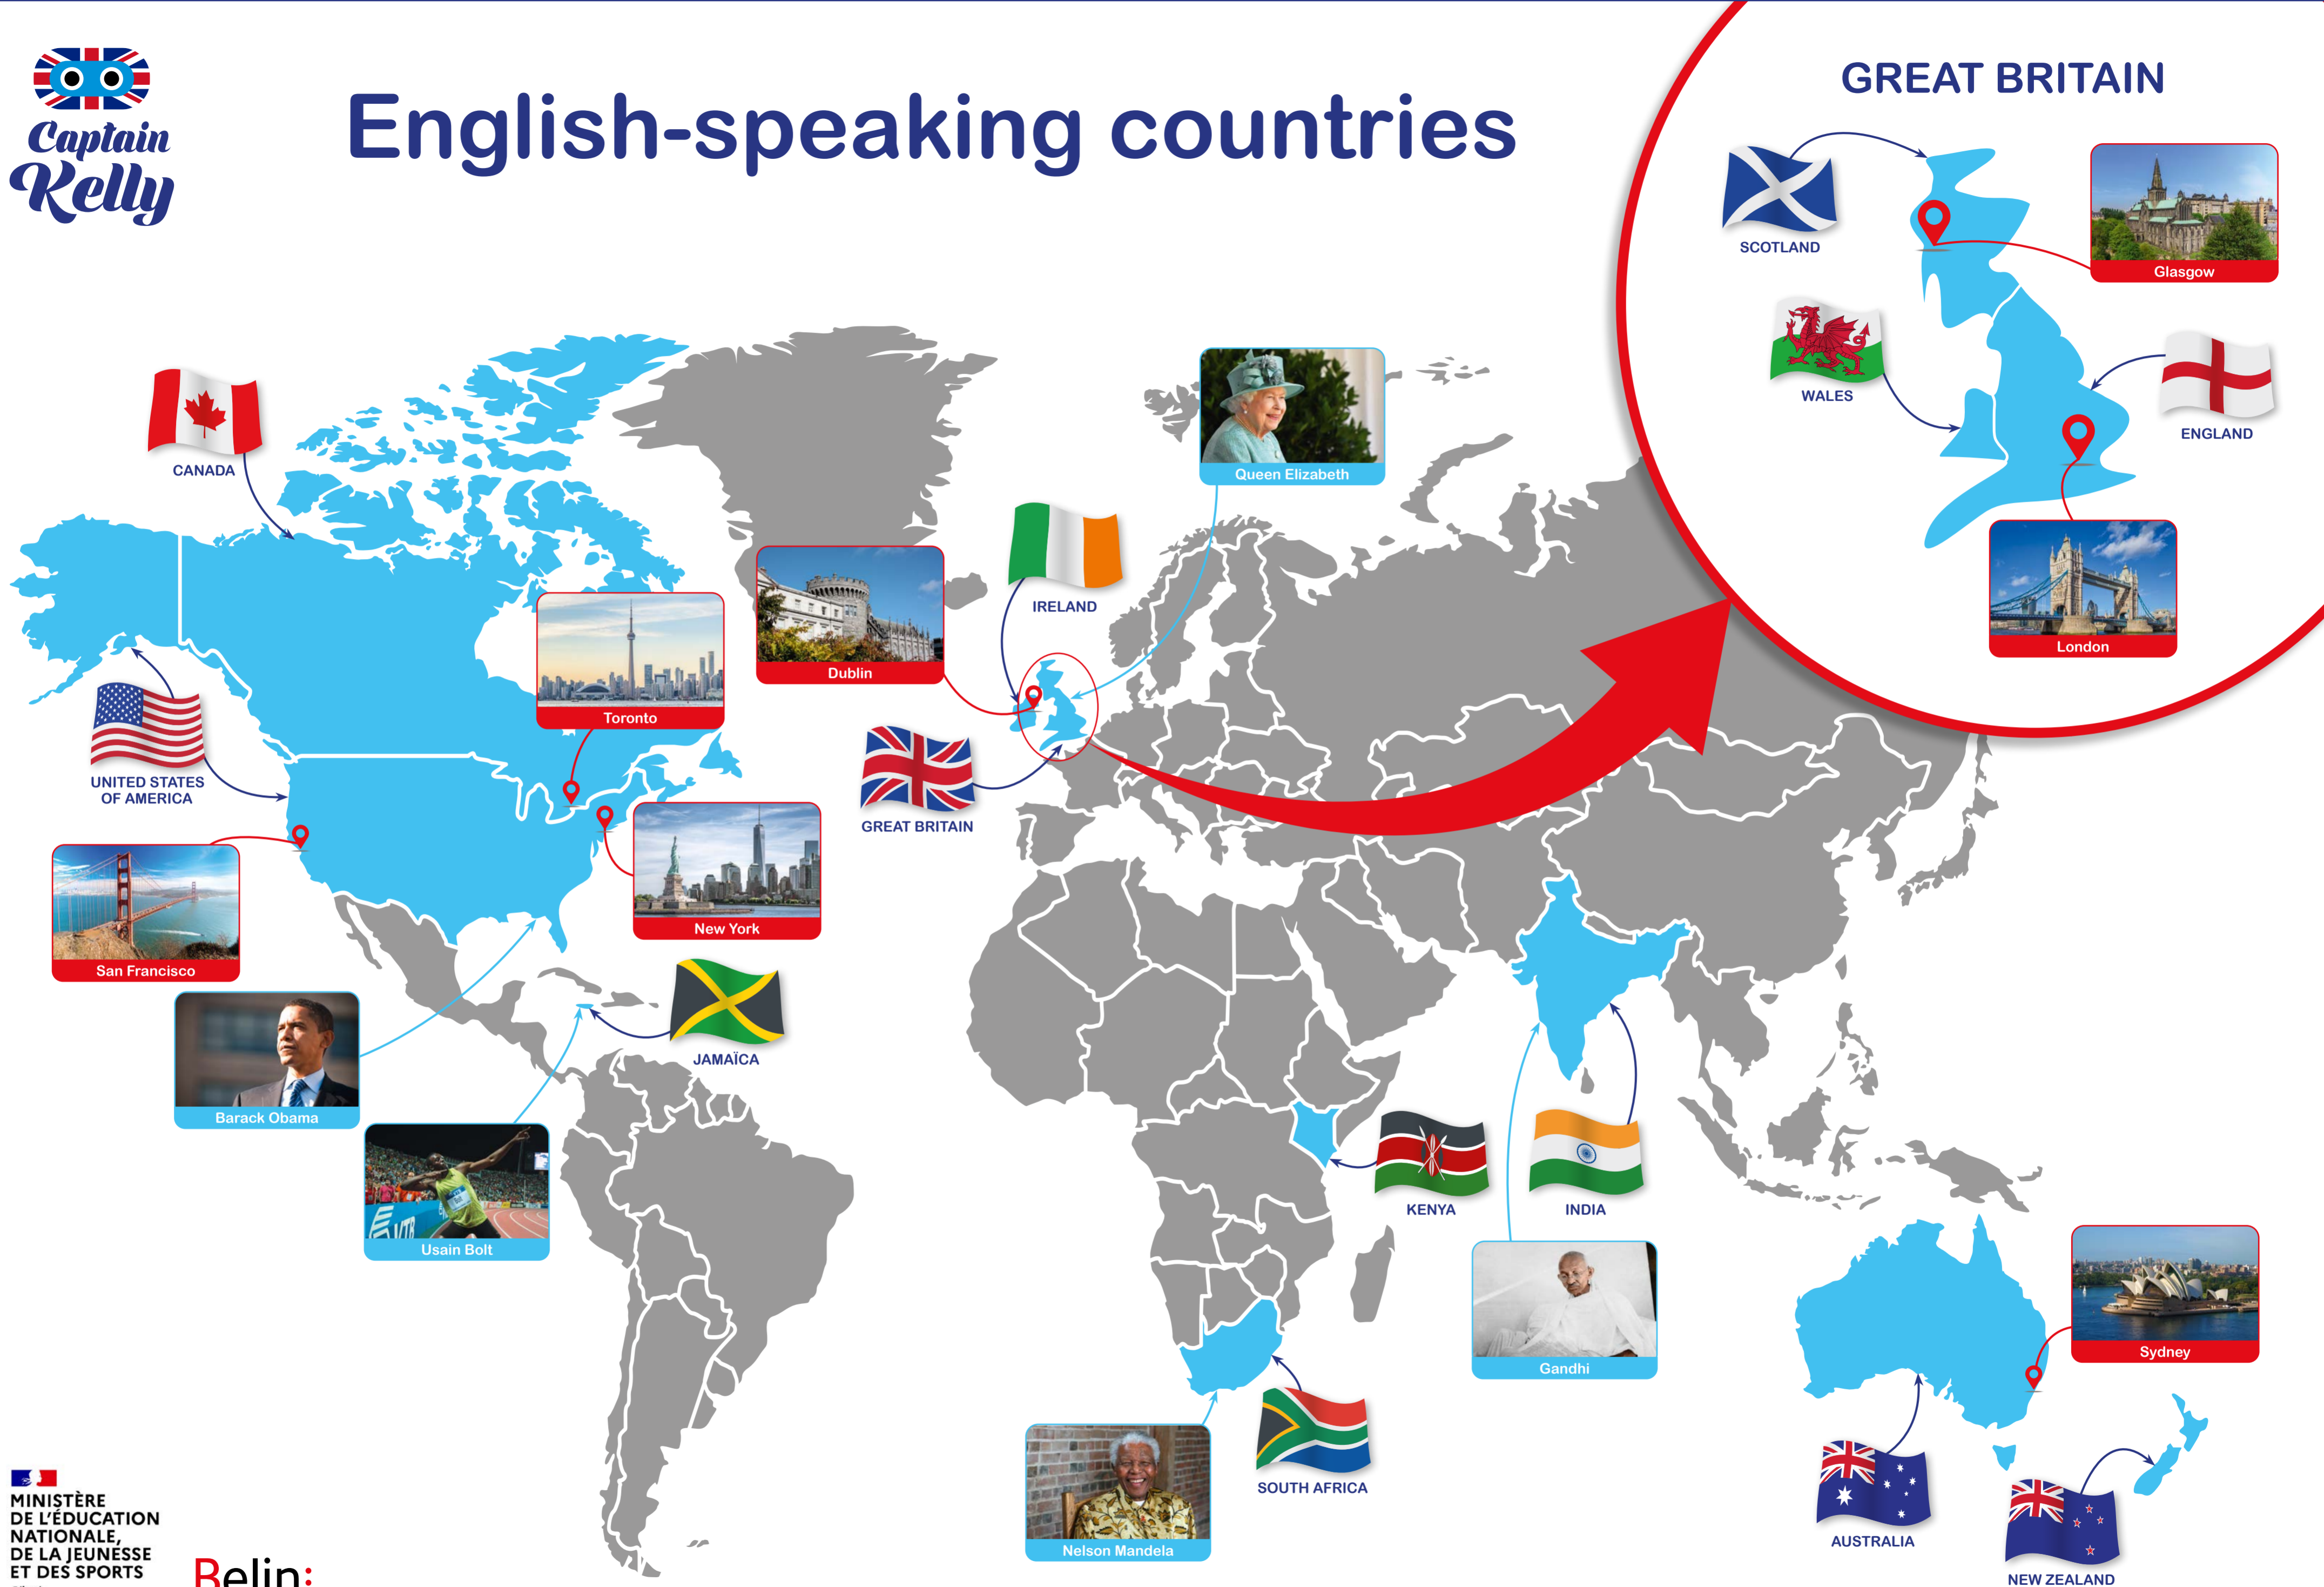 Captain
Kelly
English-speaking countries
GREAT BRITAIN
SCOTLAND
Glasgow
WALES
ENGLAND
London
CANADA
Queen Elizabeth
IRELAND
Dublin
Toronto
UNITED STATES
OF AMERICA
GREAT BRITAIN
San Francisco
New York
JAMAÏCA
Barack Obama
Usain Bolt
VTB
KENYA
INDIA
Gandhi
Sydney
SOUTH AFRICA
Nelson Mandela
AUSTRALIA
NEW ZEALAND
MINISTÈRE
DE L'ÉDUCATION
NATIONALE,
DE LA JEUNESSE
ET DES SPORTS
Belin: